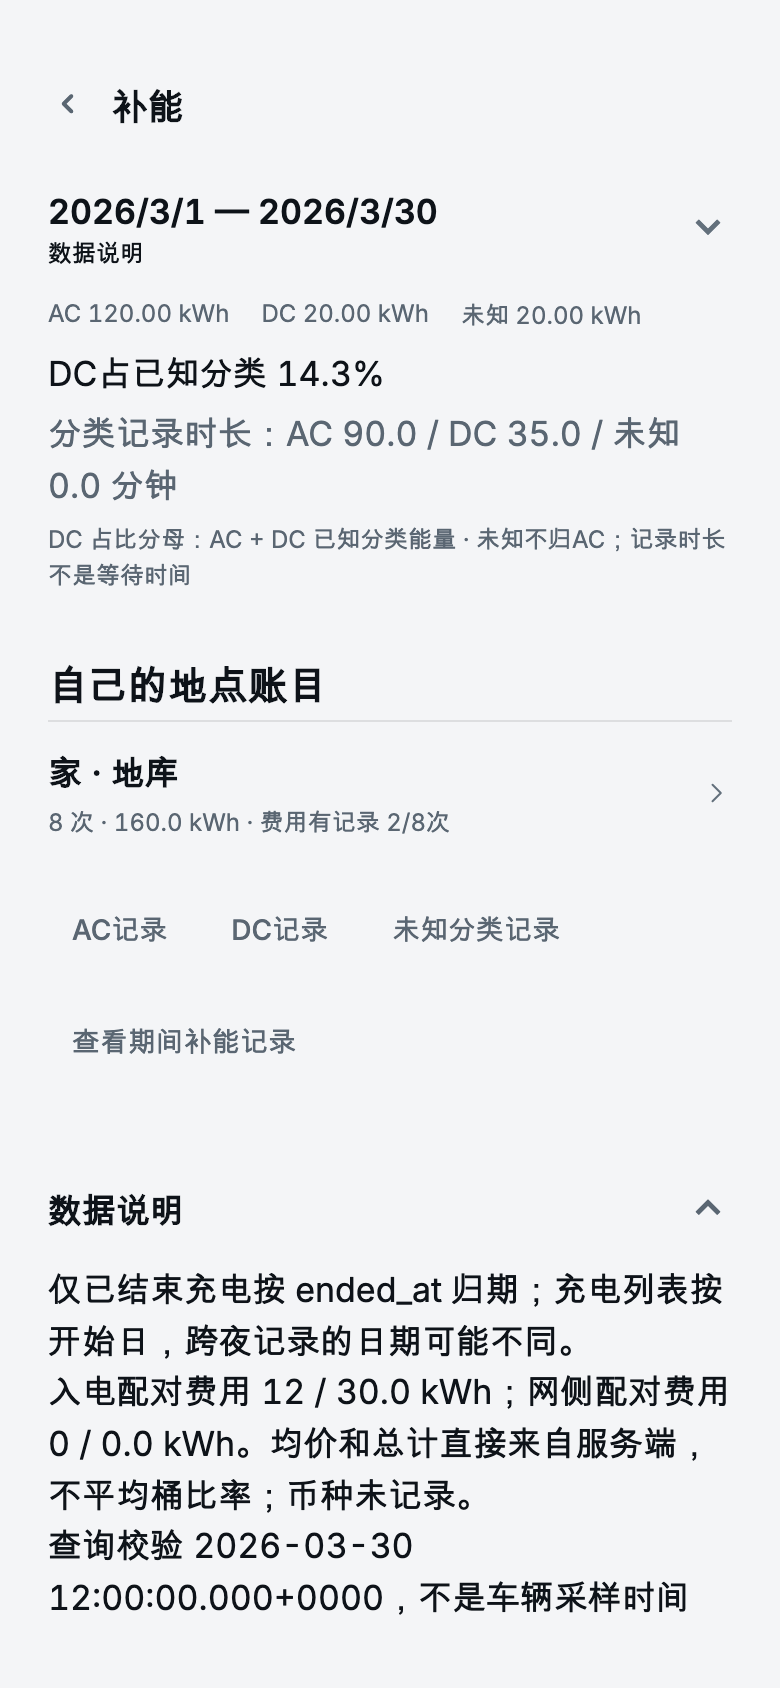 补能
2026/3/1 — 2026/3/30
数据说明
AC 120.00 kWh DC 20.00 kWh 未知 20.00 kWh
DC占已知分类 14.3%
分类记录时长：AC 90.0 / DC 35.0 / 未知
0.0 分钟
DC 占比分母：AC + DC 已知分类能量 · 未知不归AC；记录时长
不是等待时间
自己的地点账目
家 · 地库
8 次 · 160.0 kWh · 费用有记录 2/8次
AC记录 DC记录 未知分类记录
查看期间补能记录
数据说明
仅已结束充电按 ended_at 归期；充电列表按
开始日，跨夜记录的日期可能不同。
入电配对费用 12 / 30.0 kWh；网侧配对费用
0 / 0.0 kWh。均价和总计直接来自服务端，
不平均桶比率；币种未记录。
查询校验 2026-03-30
12:00:00.000+0000，不是车辆采样时间